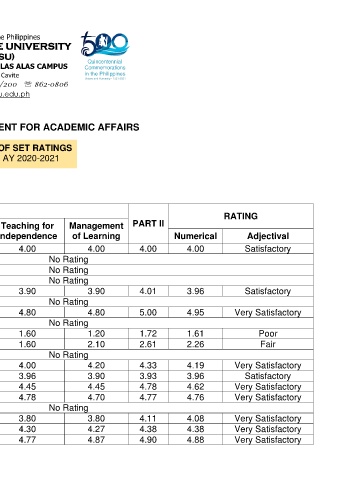 the Philippines
E UNIVERSITY
SU)
LAS ALAS CAMPUS
Cavite
/200 ☏ 862-0806
u.edu.ph
500
Quincentennial
Commemorations
in the Philippines
ENT FOR ACADEMIC AFFAIRS
OF SET RATINGS
AY 2020-2021
Teaching for Independence Management of Learning PART II RATING
Numerical Adjectival
4.00 4.00 4.00 4.00 Satisfactory
No Rating
No Rating
No Rating
3.90 3.90 4.01 3.96 Satisfactory
No Rating
4.80 4.80 5.00 4.95 Very Satisfactory
No Rating
1.60 1.20 1.72 1.61 Poor
1.60 2.10 2.61 2.26 Fair
No Rating
4.00 4.20 4.33 4.19 Very Satisfactory
3.96 3.90 3.93 3.96 Satisfactory
4.45 4.45 4.78 4.62 Very Satisfactory
4.78 4.70 4.77 4.76 Very Satisfactory
No Rating
3.80 3.80 4.11 4.08 Very Satisfactory
4.30 4.27 4.38 4.38 Very Satisfactory
4.77 4.87 4.90 4.88 Very Satisfactory